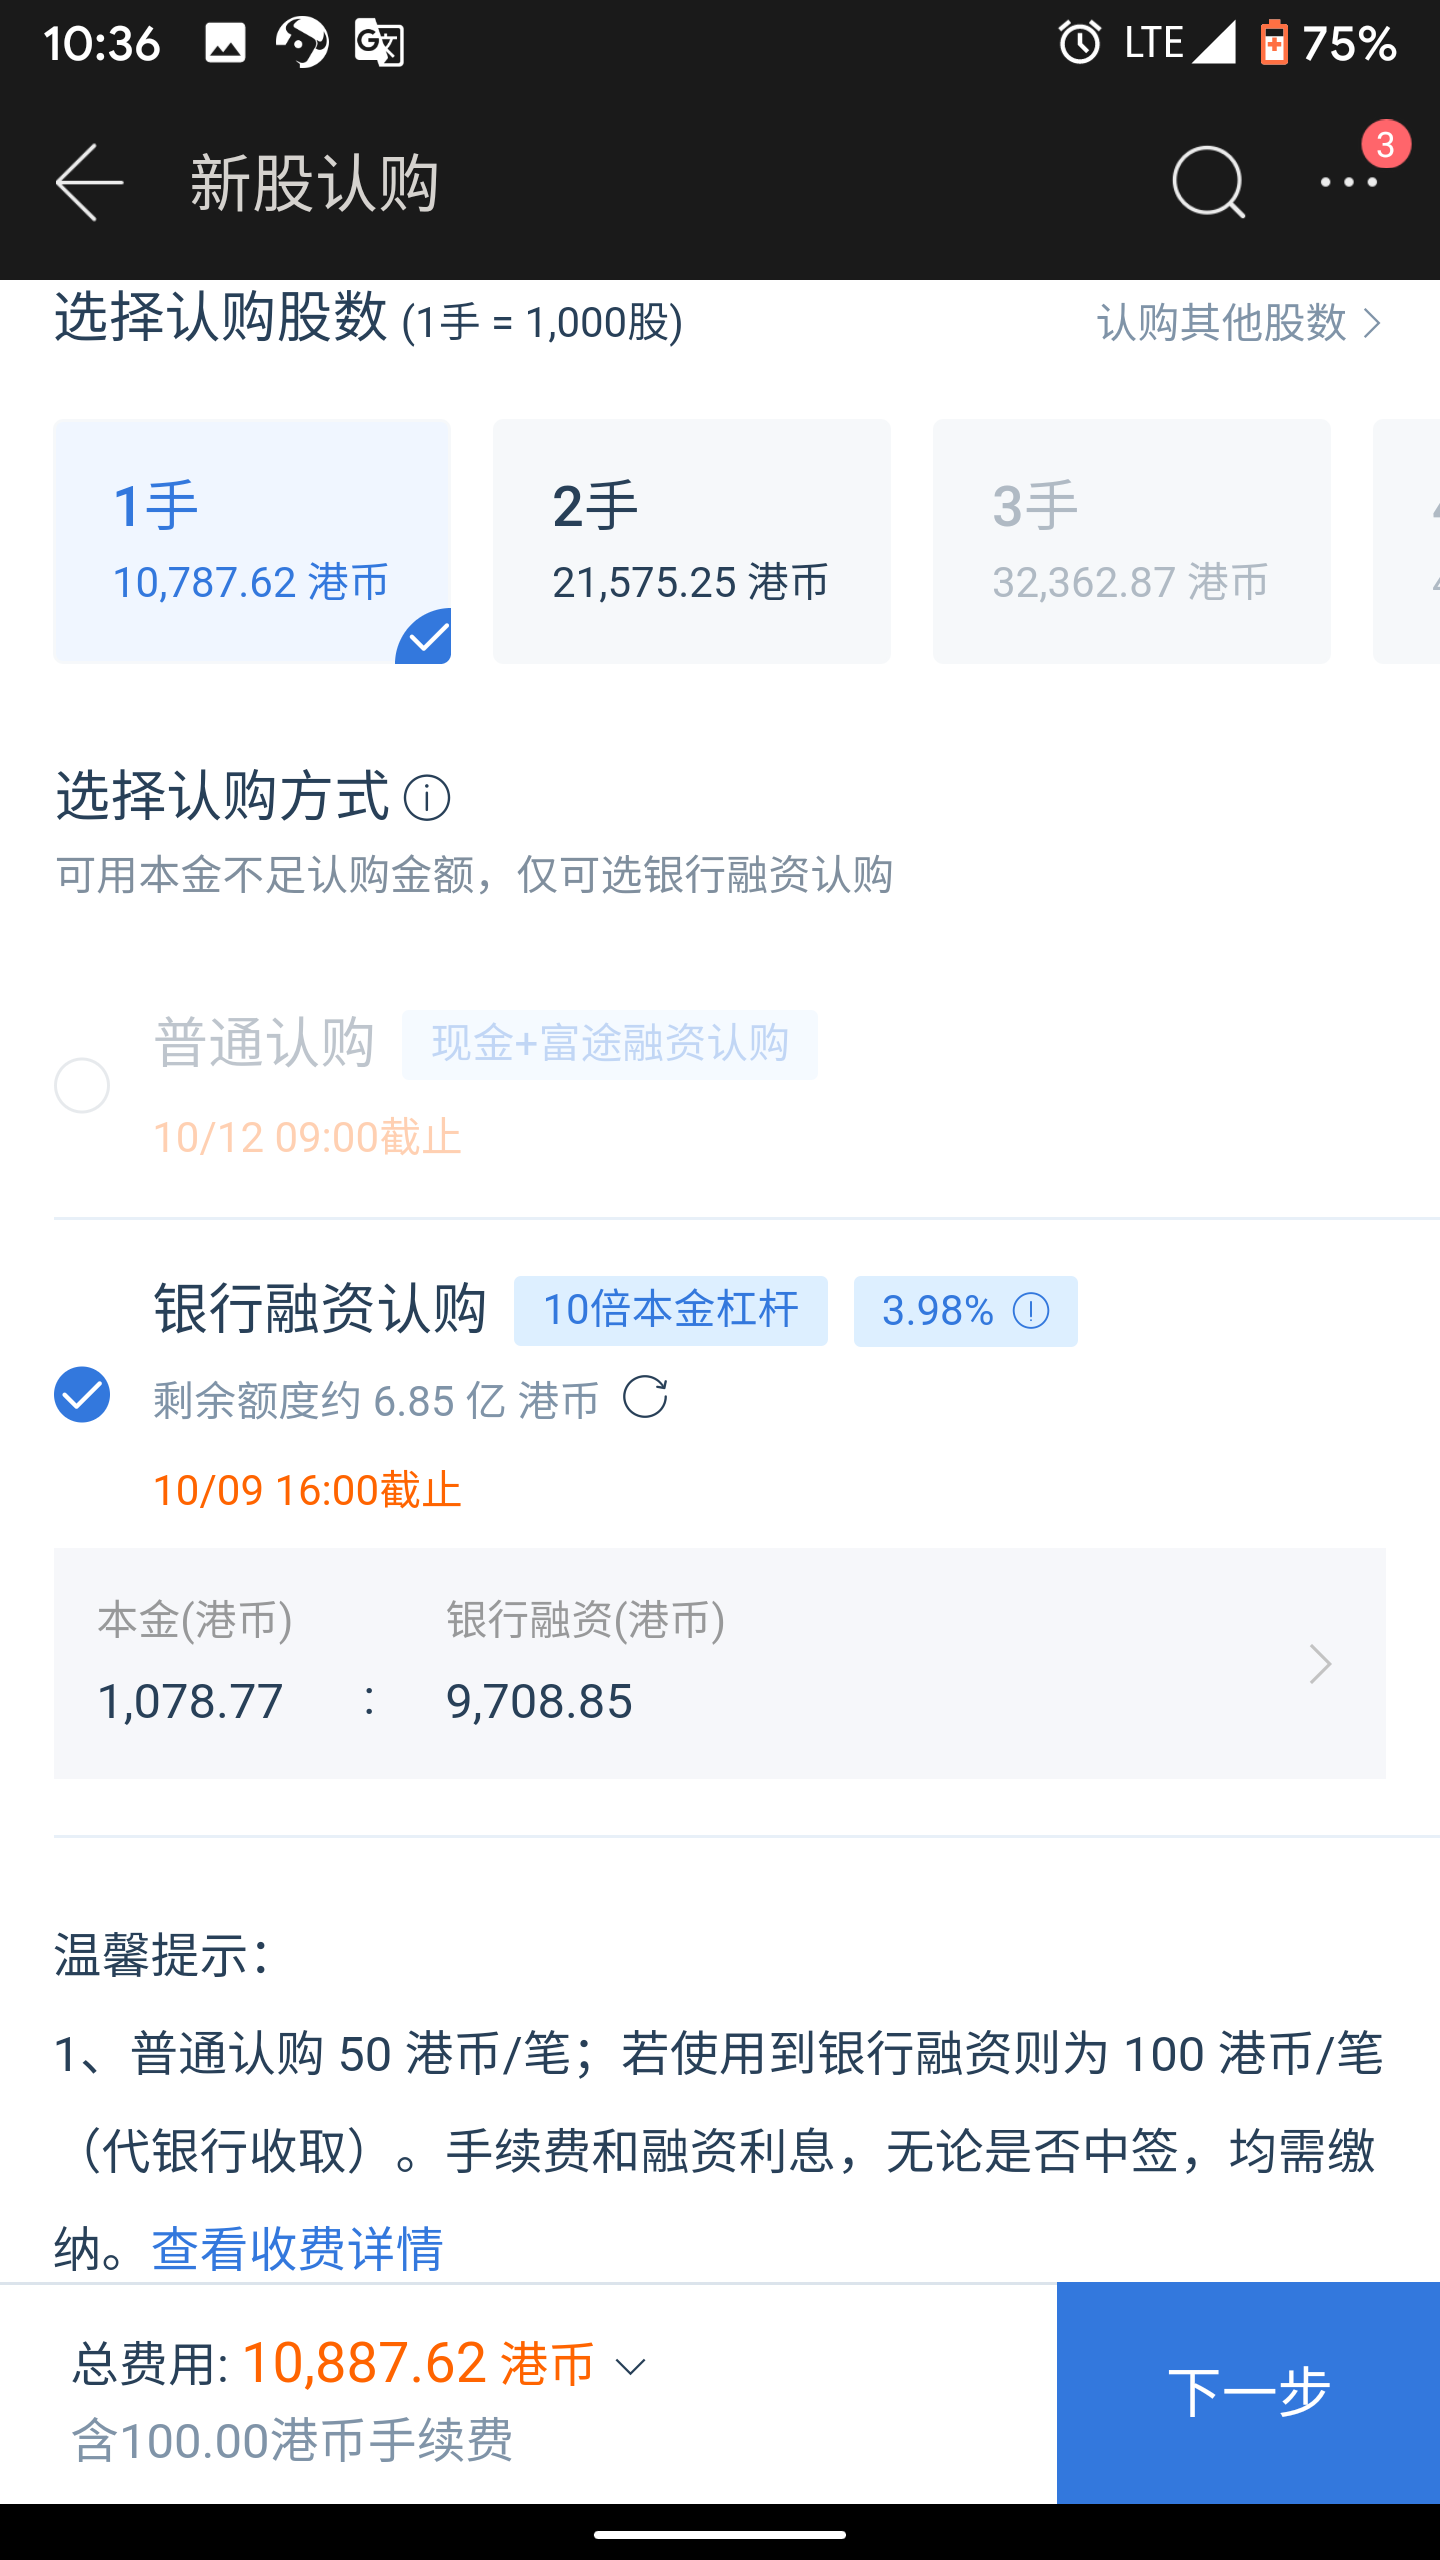 10:36
LTE
75%
新股认购
3
选择认购股数 (1手 = 1,000股)
认购其他股数
1手
10,787.62 港币
2手
21,575.25 港币
3手
32,362.87 港币
选择认购方式
可用本金不足认购金额，仅可选银行融资认购
普通认购
现金+富途融资认购
10/12 09:00截止
银行融资认购
10倍本金杠杆
3.98%
剩余额度约 6.85 亿 港币
10/09 16:00截止
本金(港币)
银行融资(港币)
1,078.77
:
9,708.85
温馨提示：
1、普通认购 50 港币/笔；若使用到银行融资则为 100 港币/笔
（代银行收取）。手续费和融资利息，无论是否中签，均需缴
纳。查看收费详情
总费用: 10,887.62 港币
含100.00港币手续费
下一步